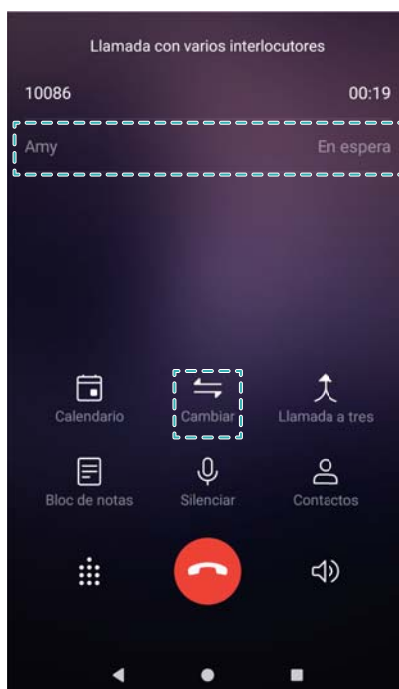 Llamada con varios interlocutores
10086 00:19
Amy En espera
Calendario Cambiar Llamada a tres
Bloc de notas Silenciar Contactos